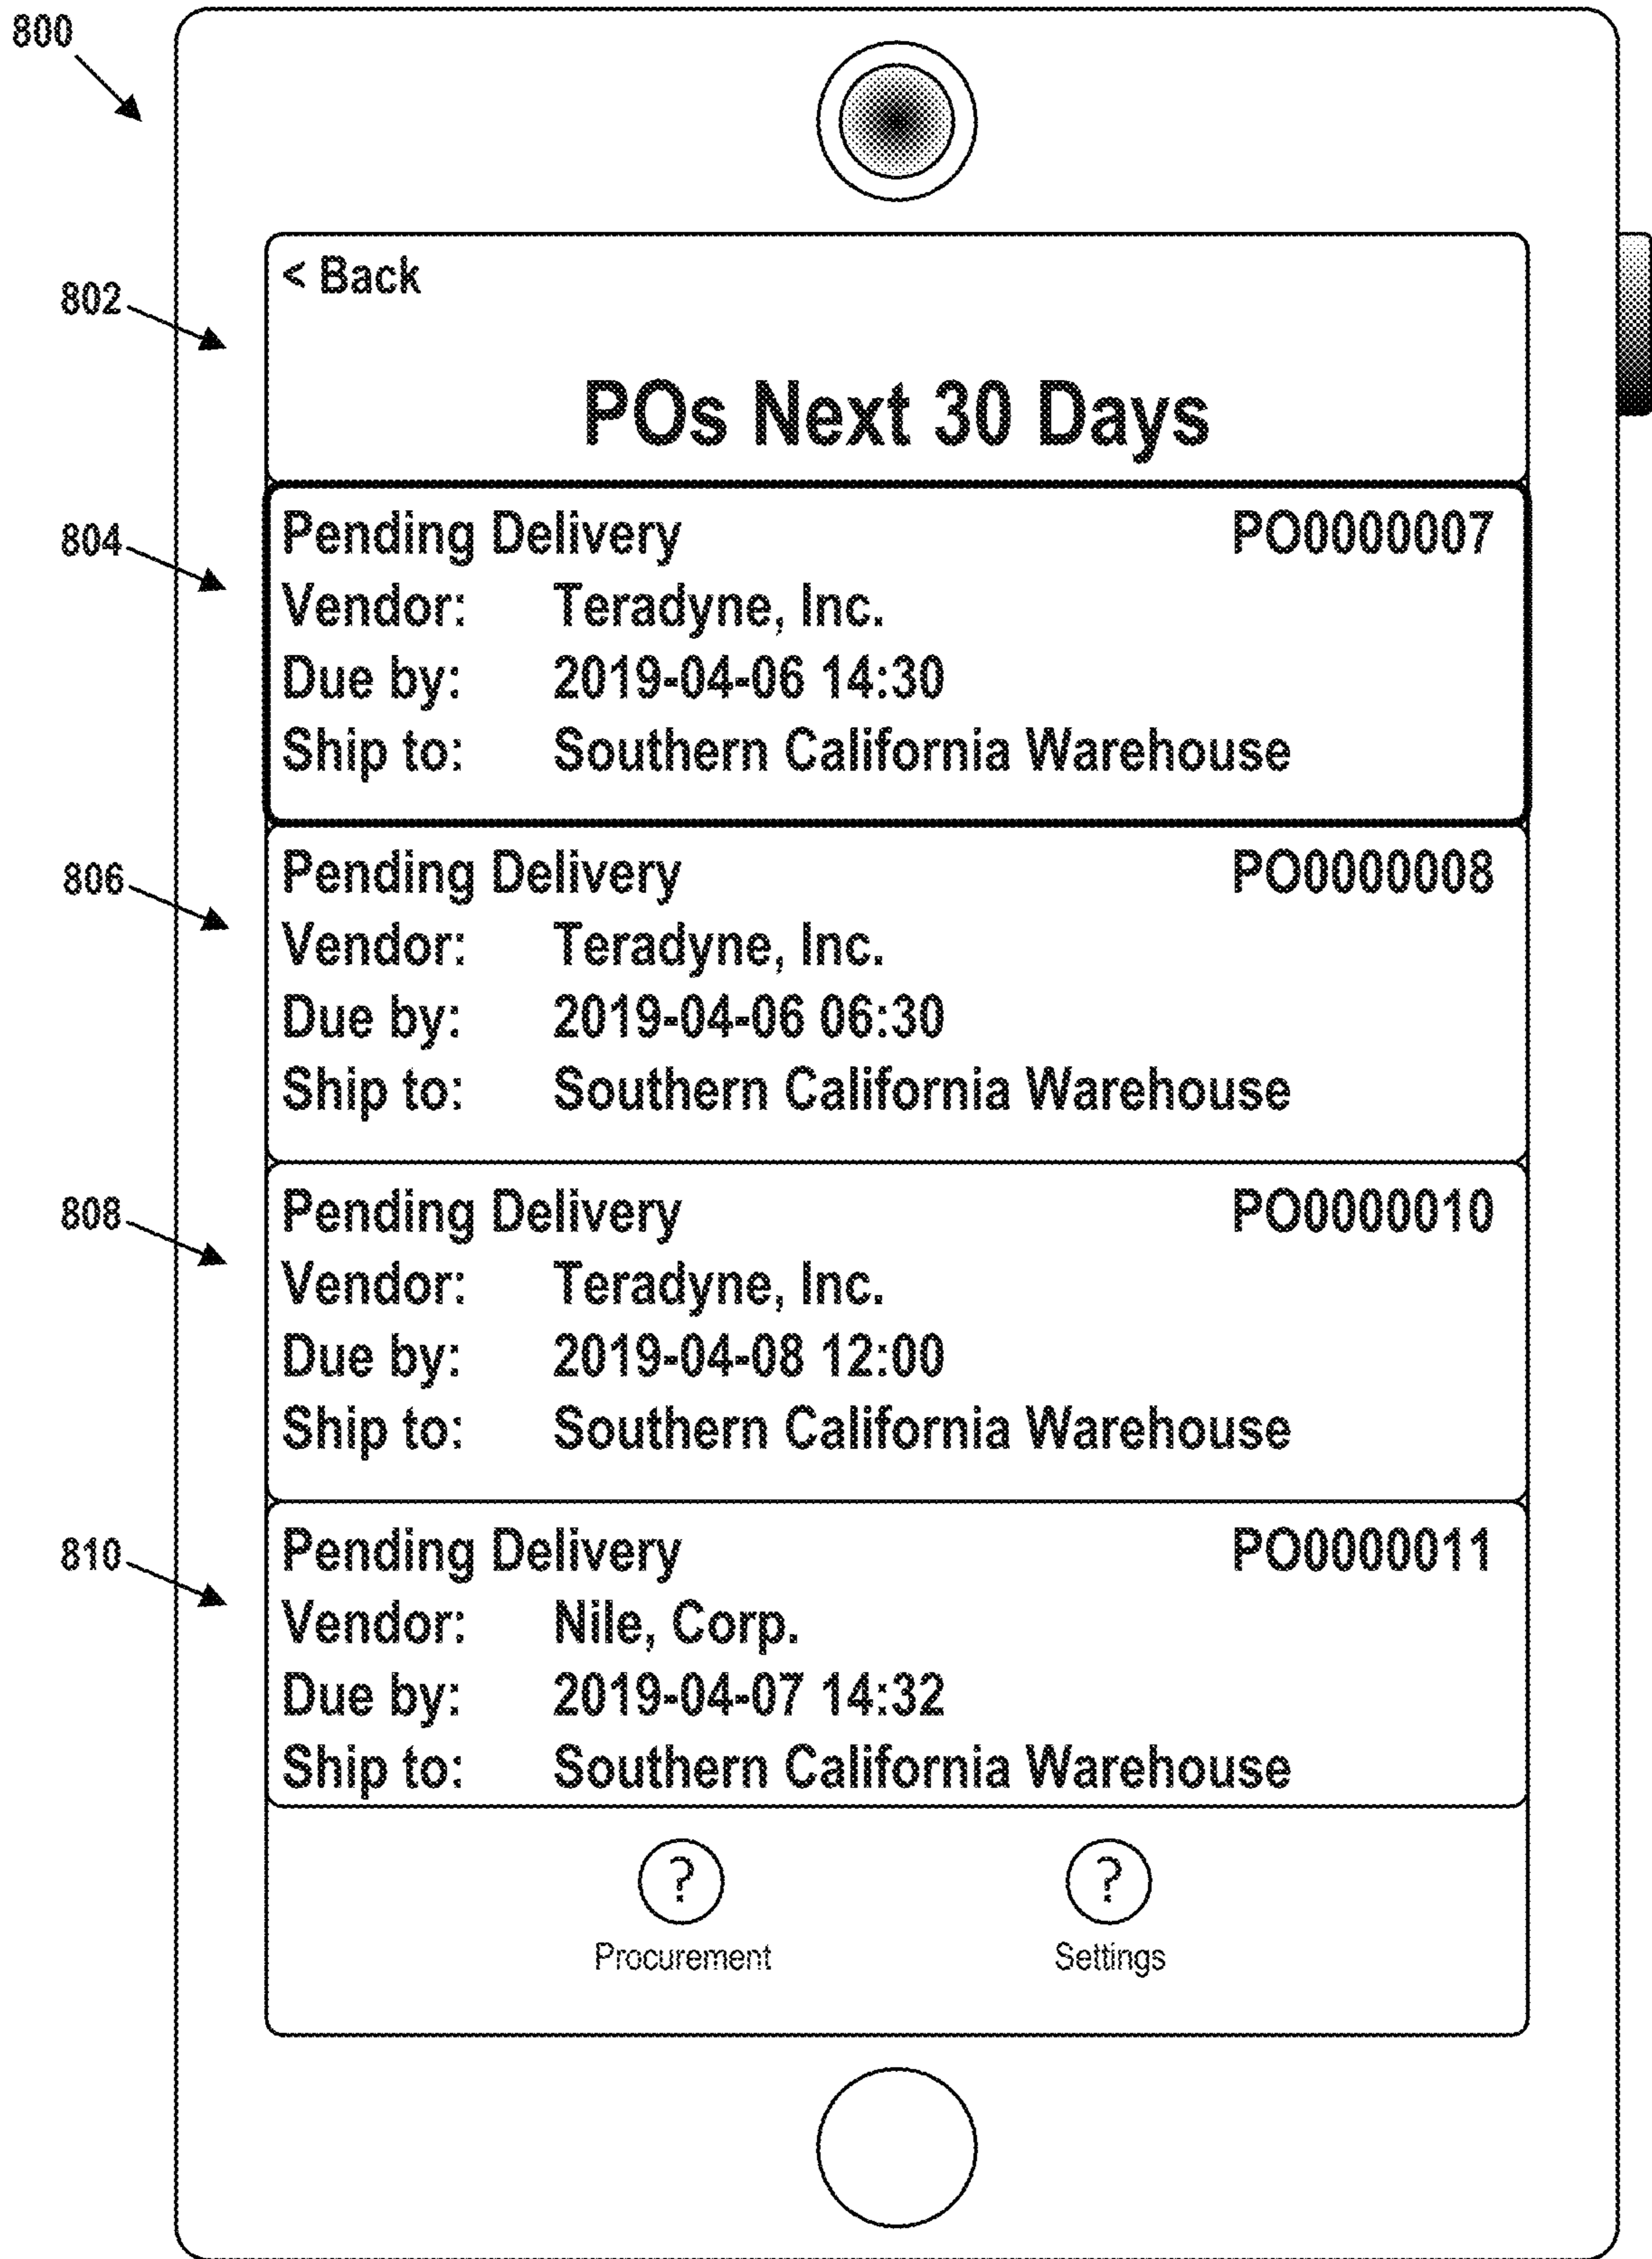 800
802
< Back
POs Next 30 Days
804
Pending Delivery PO0000007
Vendor: Teradyne, Inc.
Due by: 2019-04-06 14:30
Ship to: Southern California Warehouse
806
Pending Delivery PO0000008
Vendor: Teradyne, Inc.
Due by: 2019-04-06 06:30
Ship to: Southern California Warehouse
808
Pending Delivery PO0000010
Vendor: Teradyne, Inc.
Due by: 2019-04-08 12:00
Ship to: Southern California Warehouse
810
Pending Delivery PO0000011
Vendor: Nile, Corp.
Due by: 2019-04-07 14:32
Ship to: Southern California Warehouse
? ?
Procurement Settings